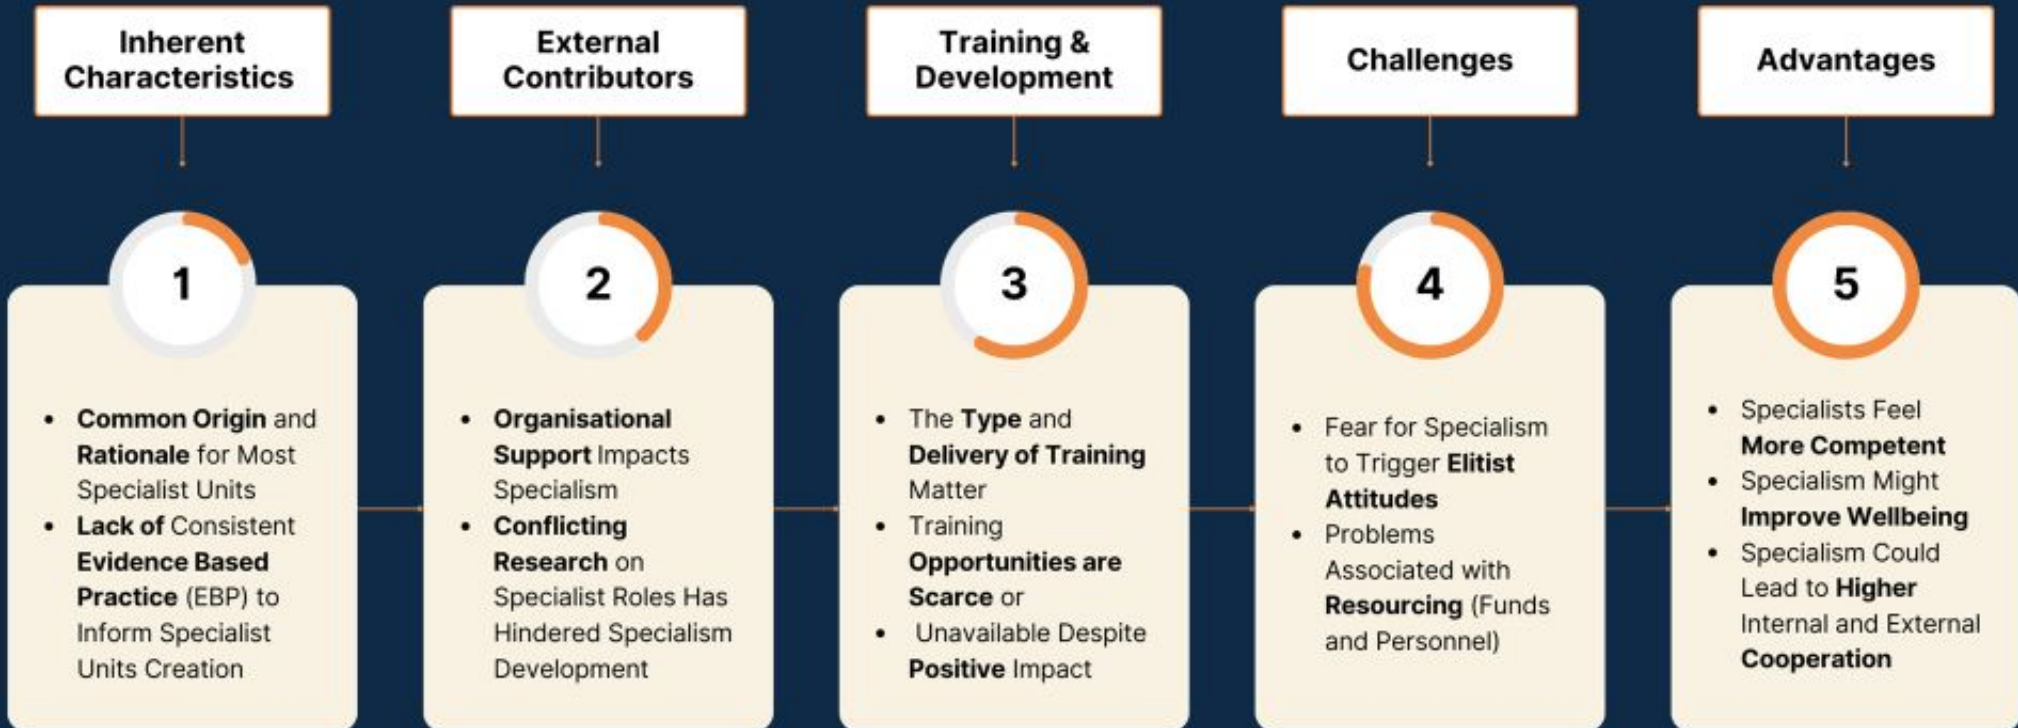 Inherent
Characteristics
External
Contributors
Training &
Development
Challenges
Advantages
1
2
3
4
5
• Common Origin and
Rationale for Most
Specialist Units
• Lack of Consistent
Evidence Based
Practice (EBP) to
Inform Specialist
Units Creation
• Organisational
Support Impacts
Specialism
• Conflicting
Research on
Specialist Roles Has
Hindered Specialism
Development
• The Type and
Delivery of Training
Matter
• Training
Opportunities are
Scarce or
• Unavailable Despite
Positive Impact
• Fear for Specialism
to Trigger Elitist
Attitudes
• Problems
Associated with
Resourcing (Funds
and Personnel)
• Specialists Feel
More Competent
• Specialism Might
Improve Wellbeing
• Specialism Could
Lead to Higher
Internal and External
Cooperation